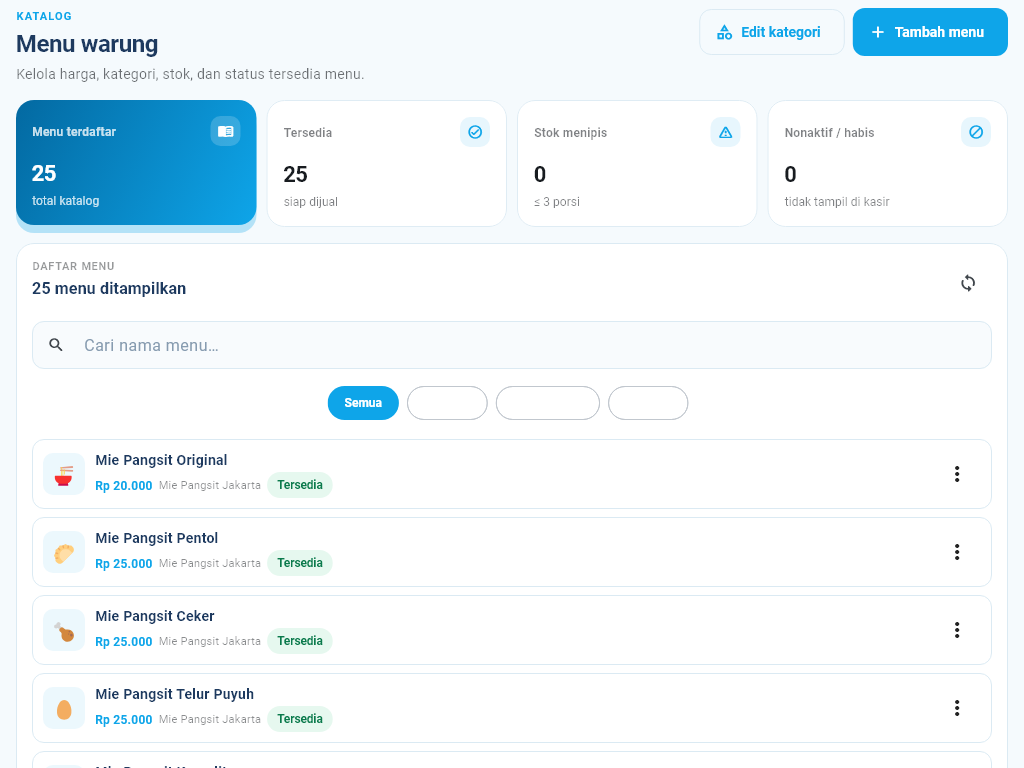 KATALOG
Menu warung
Kelola harga, kategori, stok, dan status tersedia menu.
Edit kategori
Tambah menu
Menu terdaftar
25
total katalog
Tersedia
25
siap dijual
Stok menipis
0
≤ 3 porsi
Nonaktif / habis
0
tidak tampil di kasir
DAFTAR MENU
25 menu ditampilkan
Cari nama menu...
Semua
Mie Pangsit Original
Rp 20.000 Mie Pangsit Jakarta Tersedia
Mie Pangsit Pentol
Rp 25.000 Mie Pangsit Jakarta Tersedia
Mie Pangsit Ceker
Rp 25.000 Mie Pangsit Jakarta Tersedia
Mie Pangsit Telur Puyuh
Rp 25.000 Mie Pangsit Jakarta Tersedia
Mie Pangsit